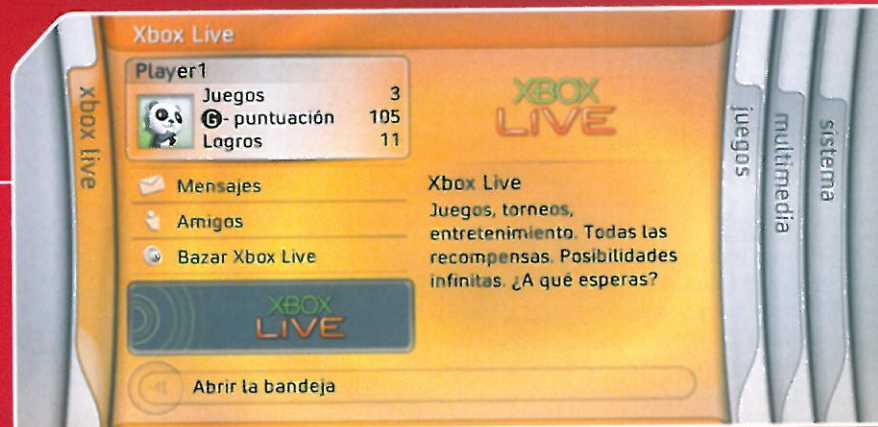 Xbox Live
xbox live
Player1
Juegos 3
G- puntuación 105
Logros 11
Mensajes
Amigos
Bazar Xbox Live
XBOX
LIVE
Abrir la bandeja
XBOX
LIVE
Xbox Live
Juegos, torneos,
entretenimiento. Todas las
recompensas. Posibilidades
infinitas. ¿A qué esperas?
juegos
multimedia
sistema